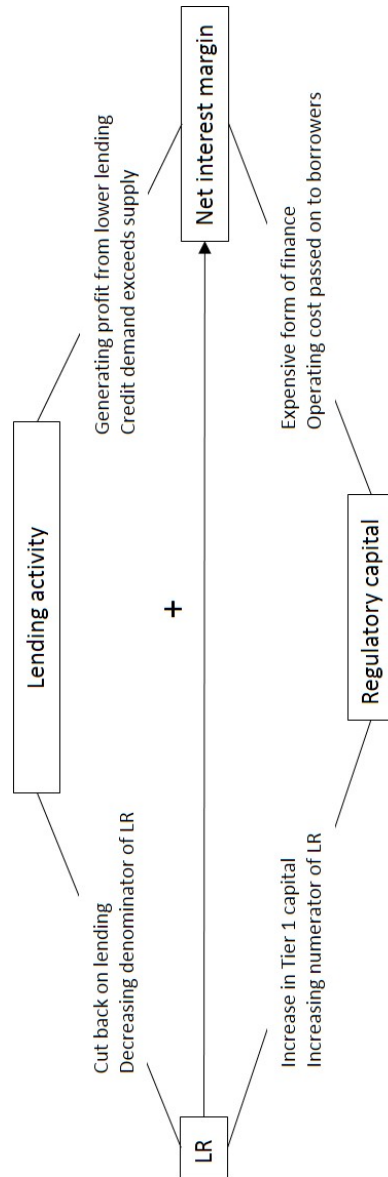 Lending activity
Cut back on lending
Decreasing denominator of LR
Generating profit from lower lending
Credit demand exceeds supply
LR
+
Net interest margin
Increase in Tier 1 capital
Increasing numerator of LR
Expensive form of finance
Operating cost passed on to borrowers
Regulatory capital